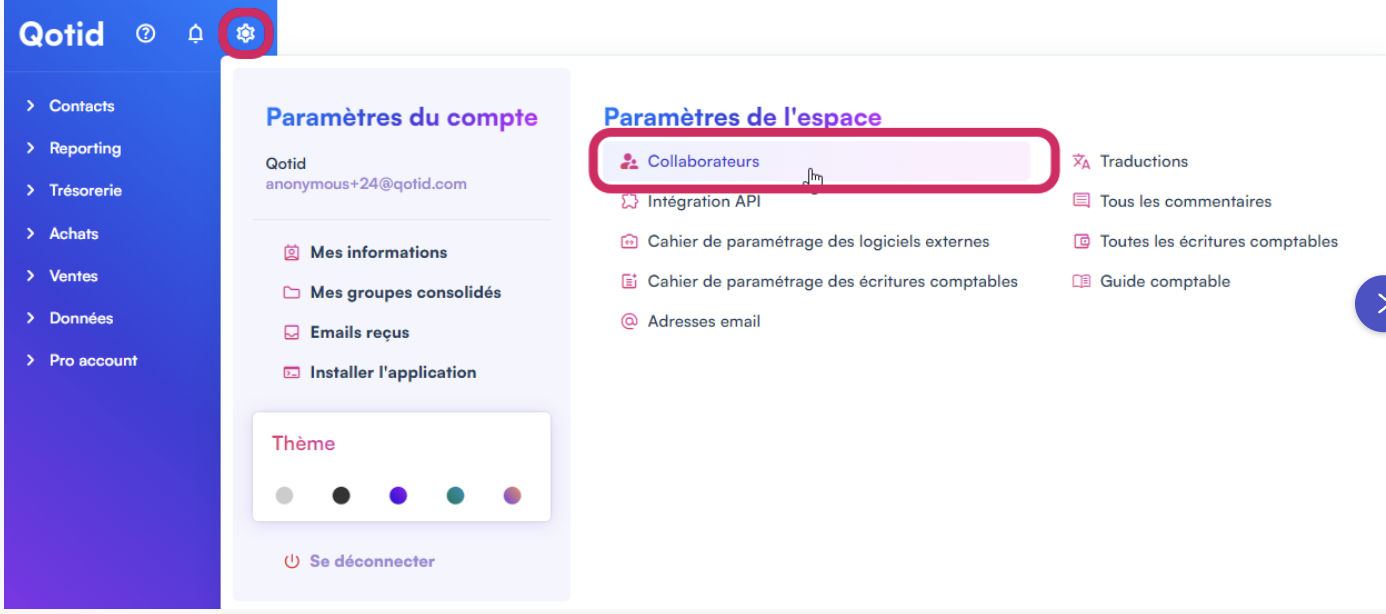 Qotid
Contacts
Reporting
Trésorerie
Achats
Ventes
Données
Pro account
Paramètres du compte
Qotid
anonymous+24@qotid.com
Mes informations
Mes groupes consolidés
Emails reçus
Installer l'application
Thème
Se déconnecter
Paramètres de l'espace
Collaborateurs
Intégration API
Cahier de paramétrage des logiciels externes
Cahier de paramétrage des écritures comptables
Adresses email
Traductions
Tous les commentaires
Toutes les écritures comptables
Guide comptable